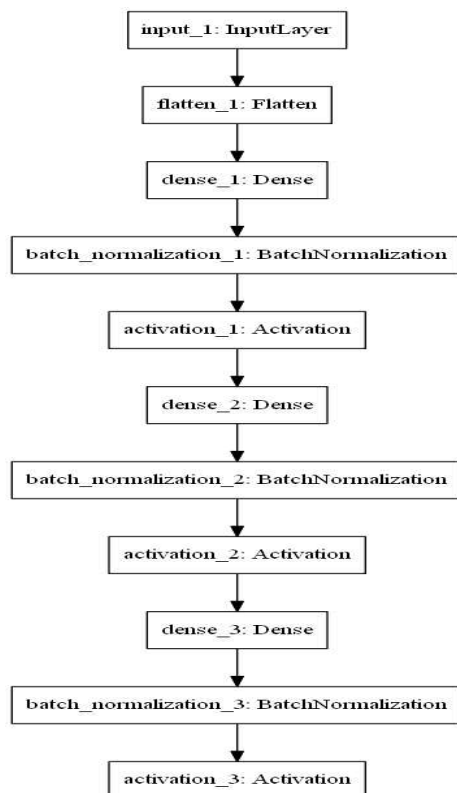 input_1: InputLayer
flatten_1: Flatten
dense_1: Dense
batch_normalization_1: BatchNormalization
activation_1: Activation
dense_2: Dense
batch_normalization_2: BatchNormalization
activation_2: Activation
dense_3: Dense
batch_normalization_3: BatchNormalization
activation_3: Activation